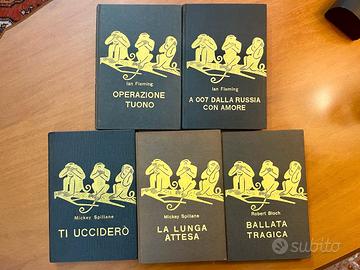 Ian Fleming
OPERAZIONE
TUONO
Ian Fleming
A 007 DALLA RUSSIA
CON AMORE
Mickey Spillane
TI UCCIDERÒ
Mickey Spillane
LA LUNGA
ATTESA
Robert Bloch
BALLATA
TRAGICA
subito